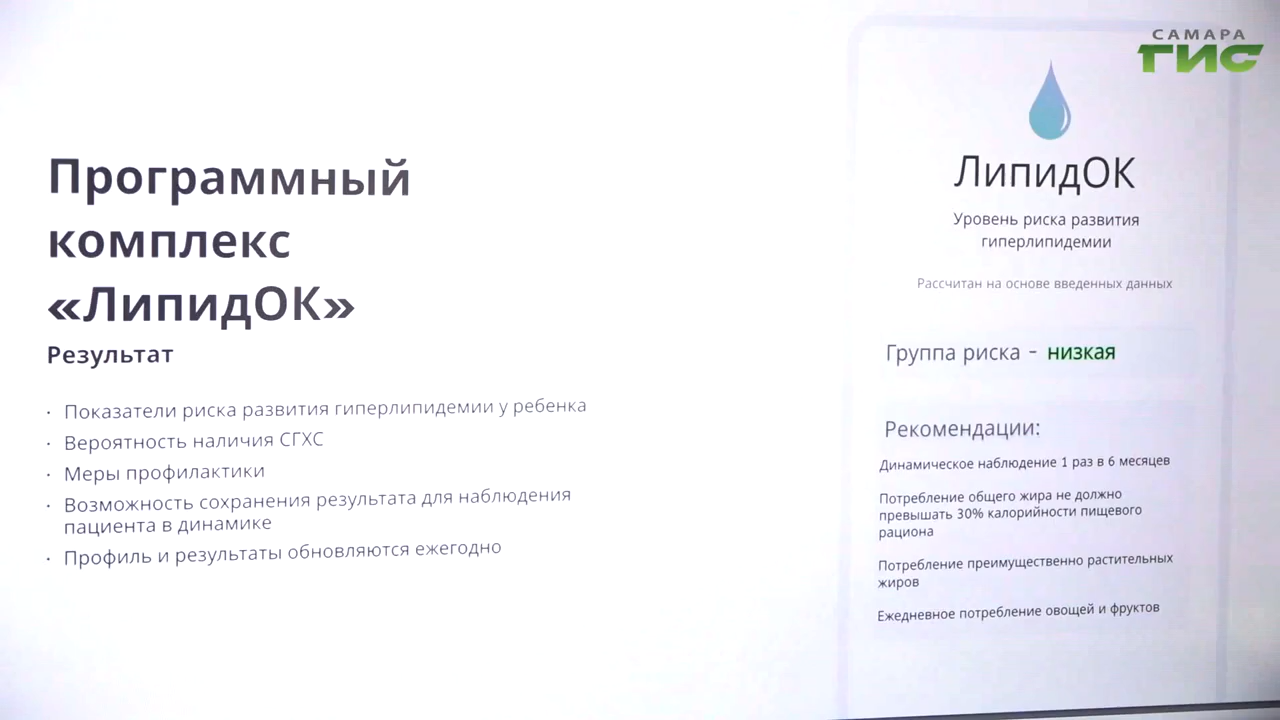 Программный
комплекс
«ЛипидОК»
Результат
· Показатели риска развития гиперлипидемии у ребенка
· Вероятность наличия СГХС
· Меры профилактики
· Возможность сохранения результата для наблюдения
пациента в динамике
· Профиль и результаты обновляются ежегодно
САМАРА
ГИС
ЛипидОК
Уровень риска развития
гиперлипидемии
Рассчитан на основе введенных данных
Группа риска - низкая
Рекомендации:
Динамическое наблюдение 1 раз в 6 месяцев
Потребление общего жира не должно
превышать 30% калорийности пищевого
рациона
Потребление преимущественно растительных
жиров
Ежедневное потребление овощей и фруктов